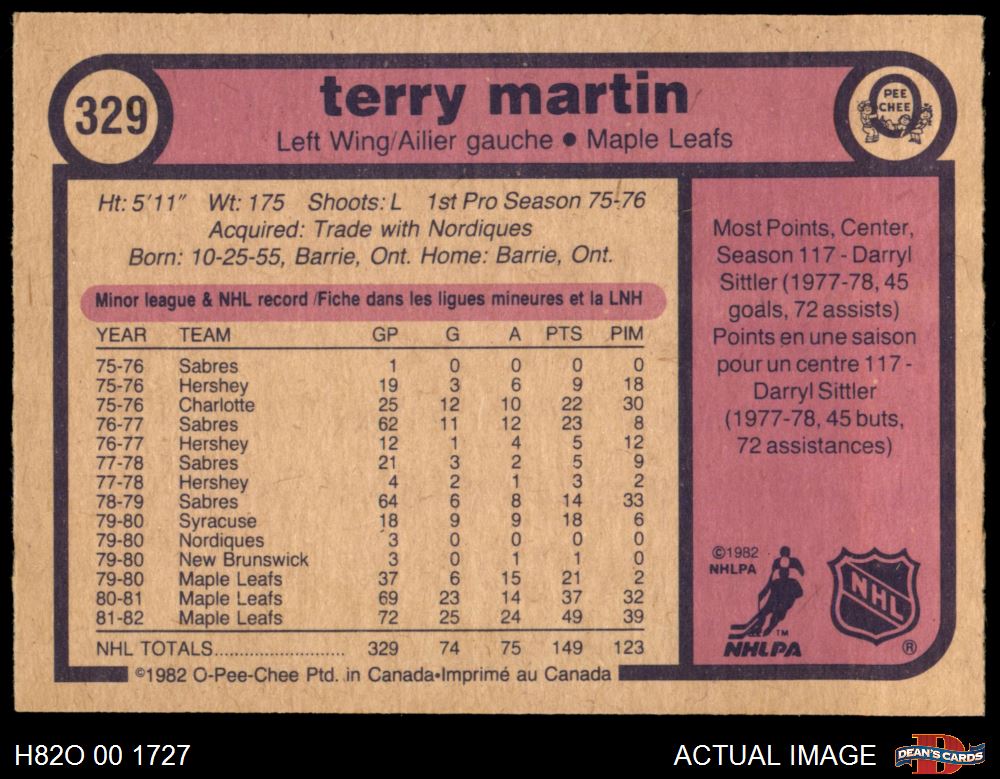 329
terry martin
Left Wing/Ailier gauche ● Maple Leafs
PEE
CHEE
Ht: 5'11" Wt: 175 Shoots: L 1st Pro Season 75-76
Acquired: Trade with Nordiques
Born: 10-25-55, Barrie, Ont. Home: Barrie, Ont.
Minor league & NHL record /Fiche dans les ligues mineures et la LNH
YEAR TEAM GP G A PTS PIM
75-76 Sabres 1 0 0 0 0
75-76 Hershey 19 3 6 9 18
75-76 Charlotte 25 12 10 22 30
76-77 Sabres 62 11 12 23 8
76-77 Hershey 12 1 4 5 12
77-78 Sabres 21 3 2 5 9
77-78 Hershey 4 2 1 3 2
78-79 Sabres 64 6 8 14 33
79-80 Syracuse 18 9 9 18 6
79-80 Nordiques 3 0 0 0 0
79-80 New Brunswick 3 0 1 1 0
79-80 Maple Leafs 37 6 15 21 2
80-81 Maple Leafs 69 23 14 37 32
81-82 Maple Leafs 72 25 24 49 39
NHL TOTALS...................... 329 74 75 149 123
©1982 O-Pee-Chee Ptd. in Canada•Imprimé au Canada
Most Points, Center,
Season 117 - Darryl
Sittler (1977-78, 45
goals, 72 assists)
Points en une saison
pour un centre 117 -
Darryl Sittler
(1977-78, 45 buts,
72 assistances)
©1982
NHLPA
TM
NHLPA
NHL
®
H82O 00 1727
ACTUAL IMAGE
DEAN'S CARDS